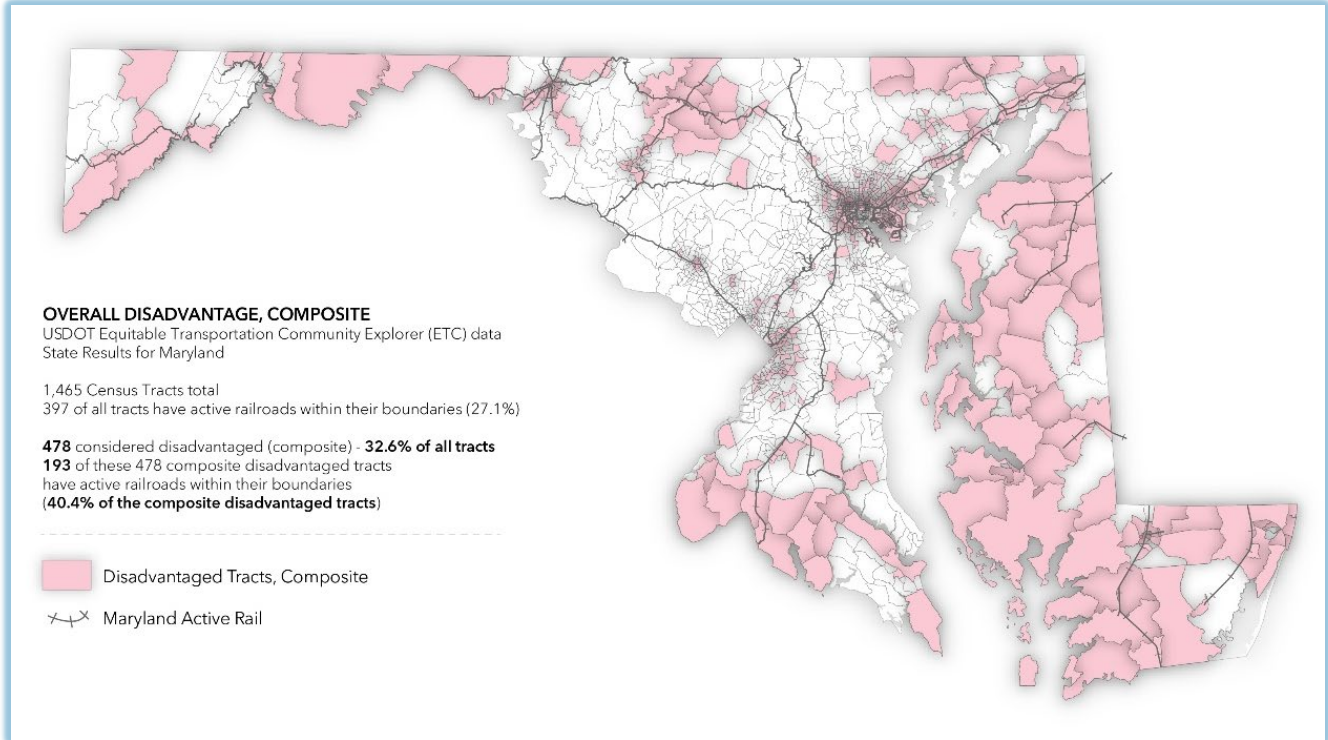 OVERALL DISADVANTAGE, COMPOSITE
USDOT Equitable Transportation Community Explorer (ETC) data
State Results for Maryland
1,465 Census Tracts total
397 of all tracts have active railroads within their boundaries (27.1%)
478 considered disadvantaged (composite) - 32.6% of all tracts
193 of these 478 composite disadvantaged tracts
have active railroads within their boundaries
(40.4% of the composite disadvantaged tracts)
Disadvantaged Tracts, Composite
Maryland Active Rail